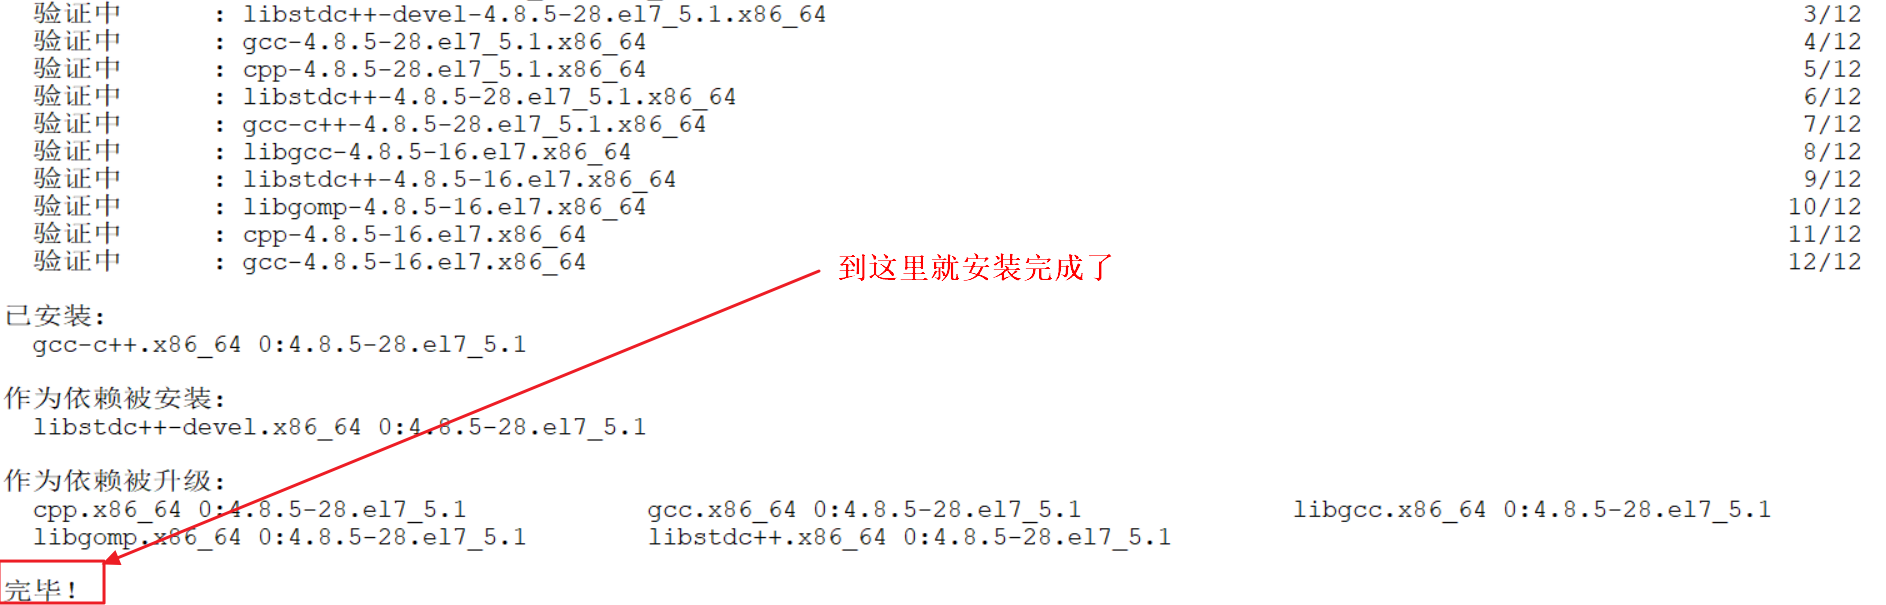 验证中 : libstdc++-devel-4.8.5-28.el7_5.1.x86_64 3/12
验证中 : gcc-4.8.5-28.el7_5.1.x86_64 4/12
验证中 : cpp-4.8.5-28.el7_5.1.x86_64 5/12
验证中 : libstdc++-4.8.5-28.el7_5.1.x86_64 6/12
验证中 : gcc-c++-4.8.5-28.el7_5.1.x86_64 7/12
验证中 : libgcc-4.8.5-16.el7.x86_64 8/12
验证中 : libstdc++-4.8.5-16.el7.x86_64 9/12
验证中 : libgomp-4.8.5-16.el7.x86_64 10/12
验证中 : cpp-4.8.5-16.el7.x86_64 11/12
验证中 : gcc-4.8.5-16.el7.x86_64 12/12
到这里就安装完成了
已安装:
gcc-c++.x86_64 0:4.8.5-28.el7_5.1
作为依赖被安装:
libstdc++-devel.x86_64 0:4.8.5-28.el7_5.1
作为依赖被升级:
cpp.x86_64 0:4.8.5-28.el7_5.1 gcc.x86_64 0:4.8.5-28.el7_5.1 libgcc.x86_64 0:4.8.5-28.el7_5.1
libgomp.x86_64 0:4.8.5-28.el7_5.1 libstdc++.x86_64 0:4.8.5-28.el7_5.1
完毕!